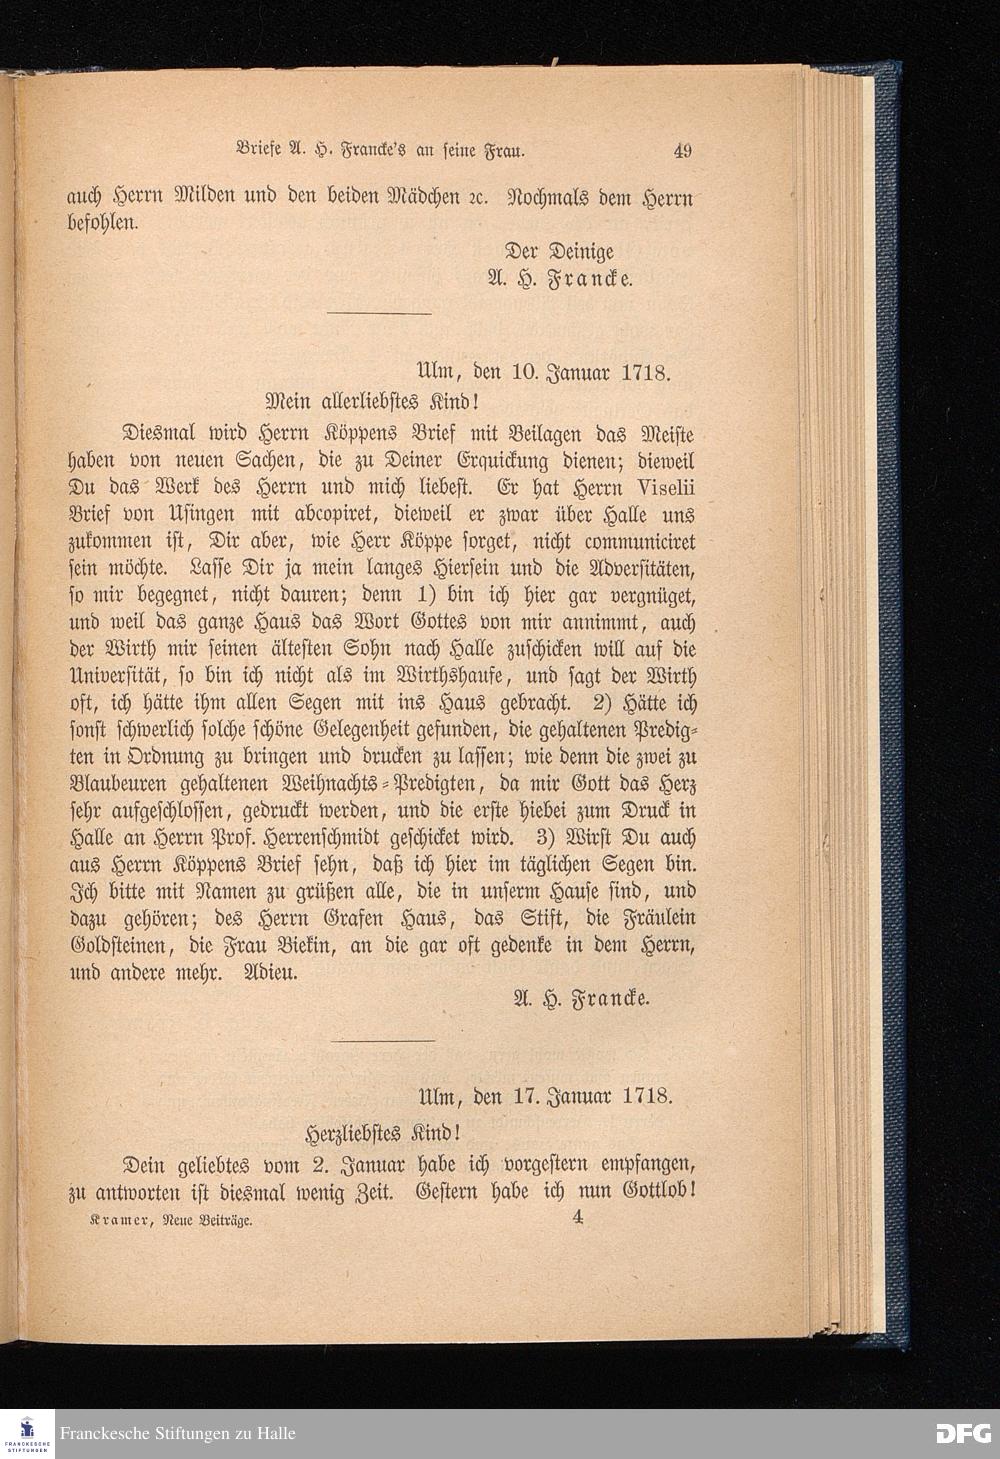 Briefe A. H. Francke's an seine Frau. 49
auch Herrn Milden und den beiden Mädchen ꝛc. Nochmals dem Herrn
befohlen.
Der Deinige
A. H. Francke.
Ulm, den 10. Januar 1718.
Mein allerliebstes Kind!
Diesmal wird Herrn Köppens Brief mit Beilagen das Meiste
haben von neuen Sachen, die zu Deiner Erquickung dienen; dieweil
Du das Werk des Herrn und mich liebest. Er hat Herrn Viselii
Brief von Usingen mit abcopiret, dieweil er zwar über Halle uns
zukommen ist, Dir aber, wie Herr Köppe sorget, nicht communiciret
sein möchte. Lasse Dir ja mein langes Hiersein und die Adversitäten,
so mir begegnet, nicht dauren; denn 1) bin ich hier gar vergnüget,
und weil das ganze Haus das Wort Gottes von mir annimmt, auch
der Wirth mir seinen ältesten Sohn nach Halle zuschicken will auf die
Universität, so bin ich nicht als im Wirthshause, und sagt der Wirth
oft, ich hätte ihm allen Segen mit ins Haus gebracht. 2) Hätte ich
sonst schwerlich solche schöne Gelegenheit gefunden, die gehaltenen Predig-
ten in Ordnung zu bringen und drucken zu lassen; wie denn die zwei zu
Blaubeuren gehaltenen Weihnachts-Predigten, da mir Gott das Herz
sehr aufgeschlossen, gedruckt werden, und die erste hiebei zum Druck in
Halle an Herrn Prof. Herrenschmidt geschicket wird. 3) Wirst Du auch
aus Herrn Köppens Brief sehn, daß ich hier im täglichen Segen bin.
Ich bitte mit Namen zu grüßen alle, die in unserm Hause sind, und
dazu gehören; des Herrn Grafen Haus, das Stift, die Fräulein
Goldsteinen, die Frau Biekin, an die gar oft gedenke in dem Herrn,
und andere mehr. Adieu.
A. H. Francke.
Ulm, den 17. Januar 1718.
Herzliebstes Kind!
Dein geliebtes vom 2. Januar habe ich vorgestern empfangen,
zu antworten ist diesmal wenig Zeit. Gestern habe ich nun Gottlob!
Kramer, Neue Beiträge. 4
FRANCKESCHE
STIFTUNGEN
Franckesche Stiftungen zu Halle
DFG